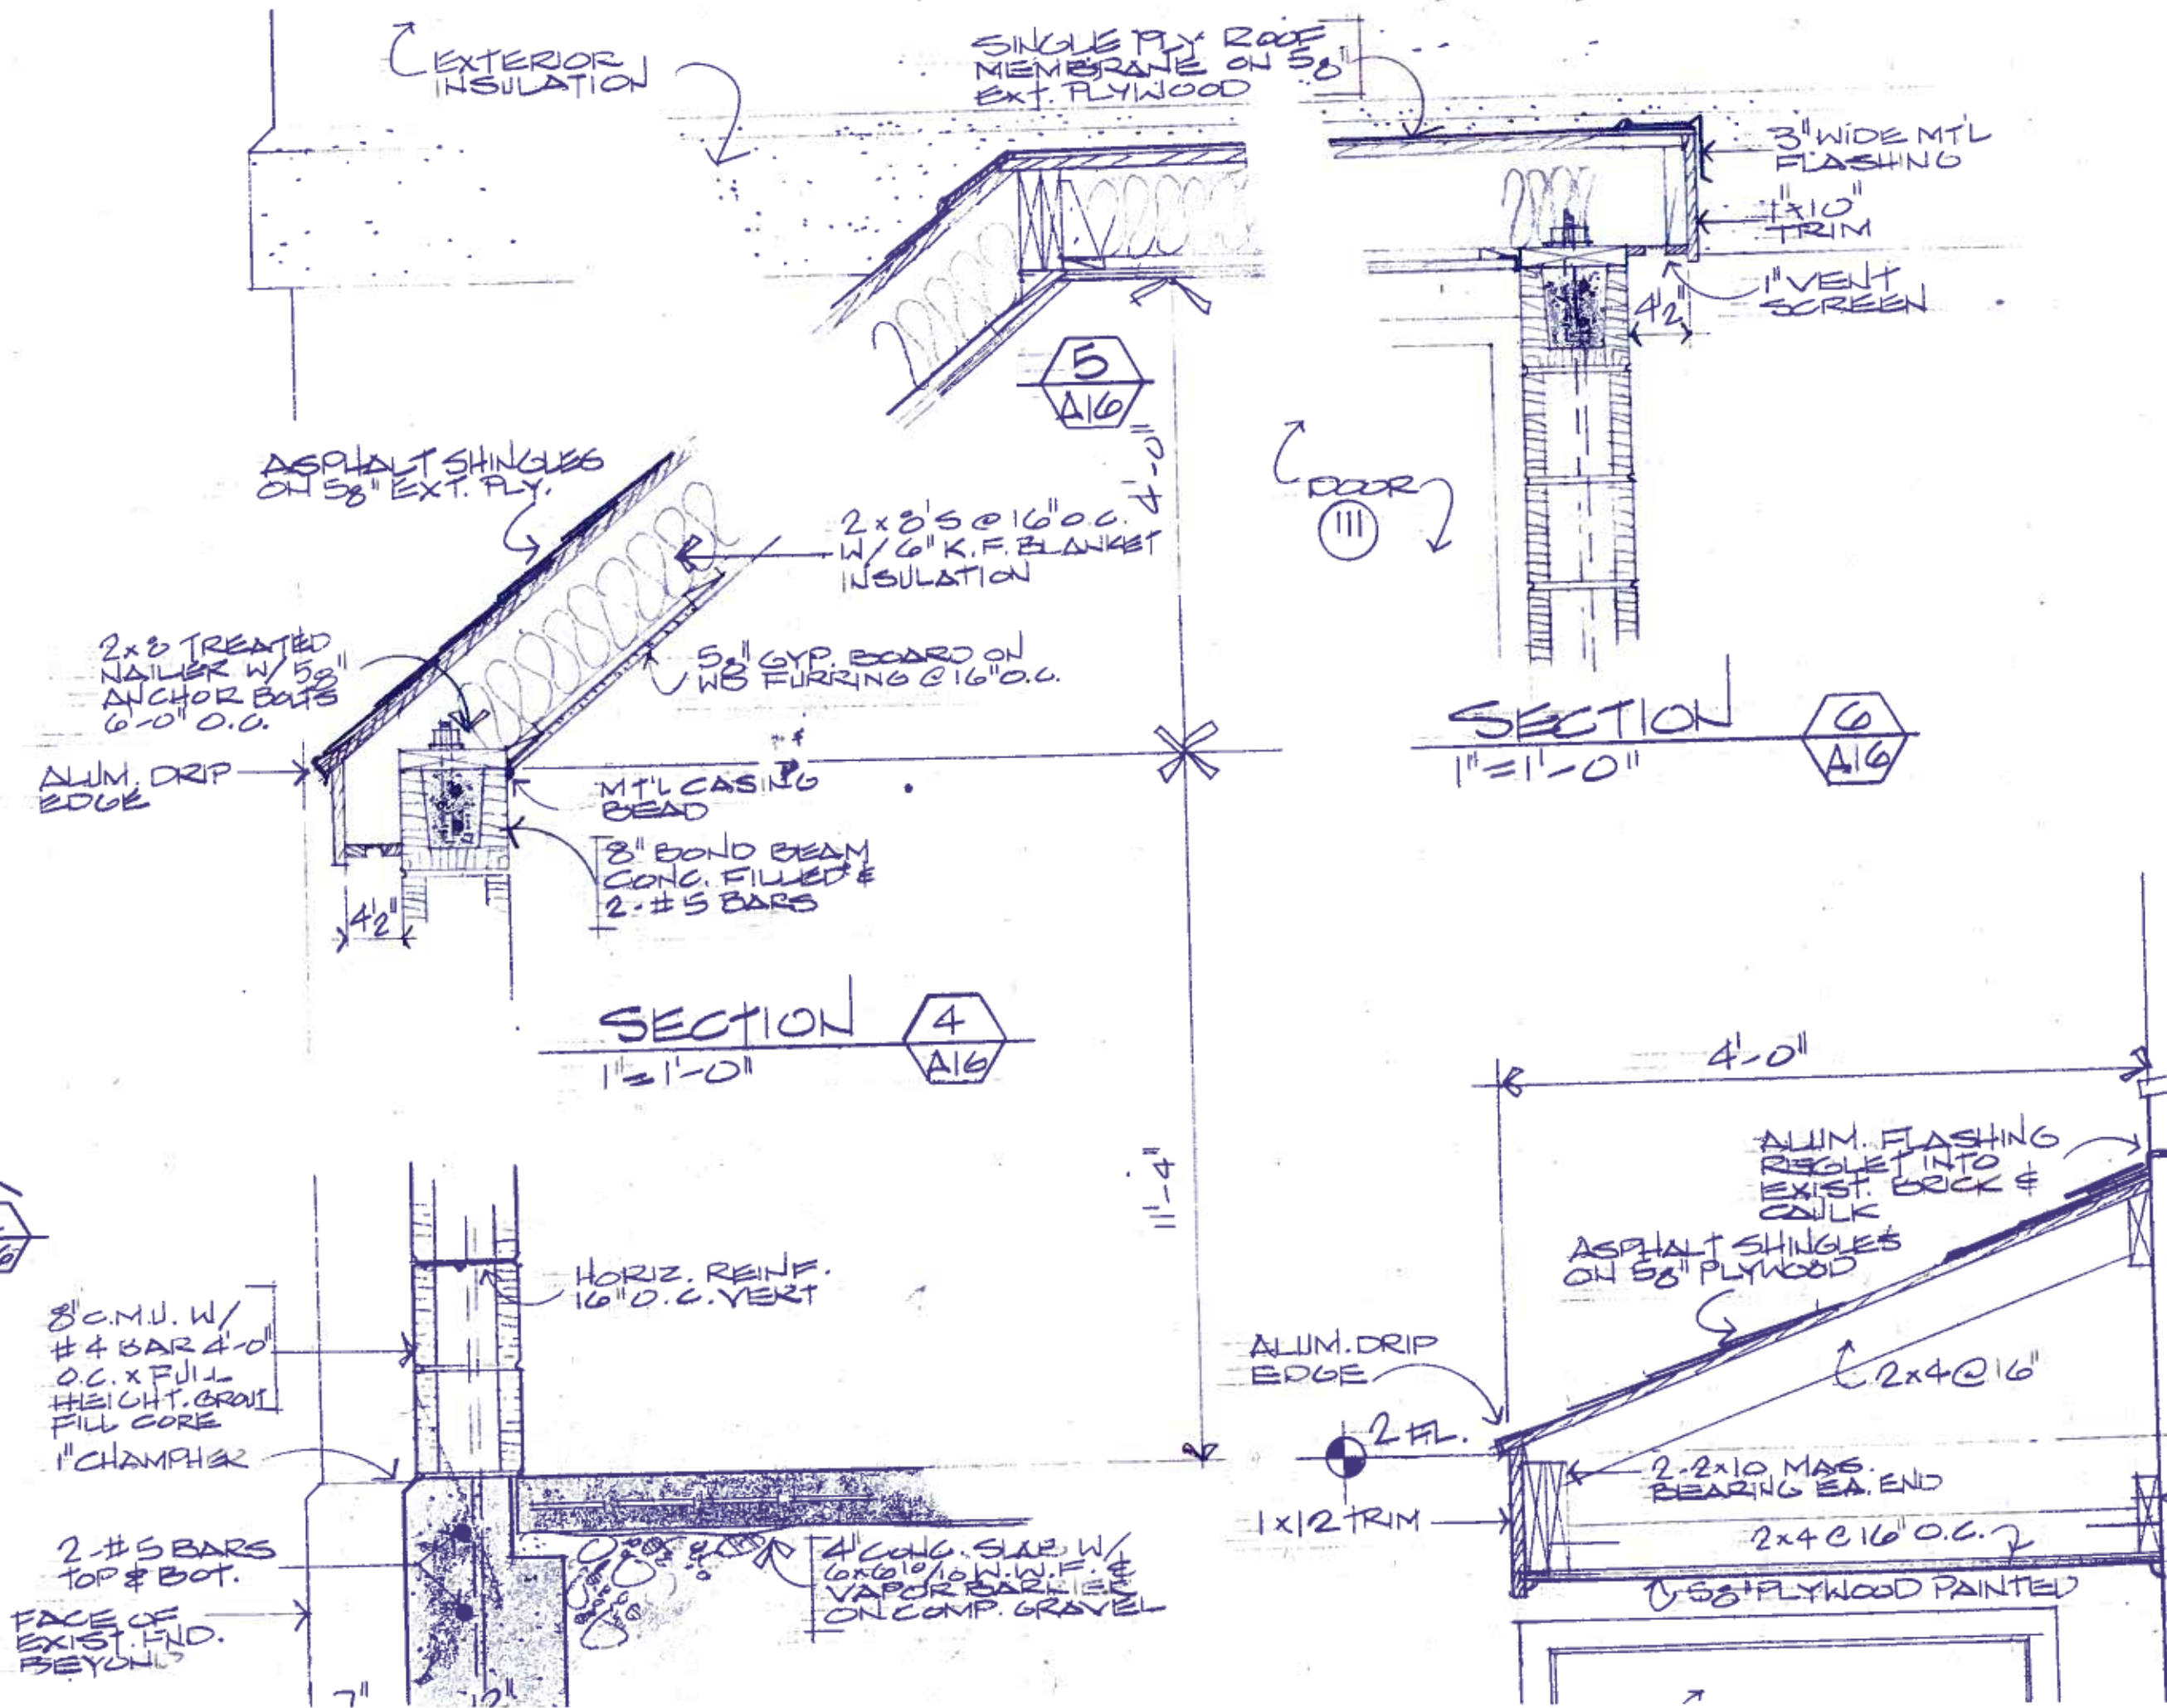 EXTERIOR
INSULATION
SINGLE PLY ROOF
MEMBRANE ON 5/8"
EXT. PLYWOOD
3" WIDE MT'L
FLASHING
1"x10"
TRIM
1" VENT
SCREEN
4 1/2"
5
A16
4'-0"
DOOR
111
ASPHALT SHINGLES
ON 5/8" EXT. PLY.
2x8'S @ 16" O.C.
W/ 6" K.F. BLANKET
INSULATION
2x8 TREATED
NAILER W/ 5/8"
ANCHOR BOLTS
6'-0" O.C.
5/8" GYP. BOARD ON
WD FURRING @ 16" O.C.
ALUM. DRIP
EDGE
MT'L CASING
BEAD
8" BOND BEAM
CONC. FILLED &
2-#5 BARS
4 1/2"
SECTION
6
1"=1'-0"
A16
SECTION
4
1"=1'-0"
A16
11'-4"
4'-0"
ALUM. FLASHING
REGLET INTO
EXIST. BRICK &
CAULK
ASPHALT SHINGLES
ON 5/8" PLYWOOD
ALUM. DRIP
EDGE
2x4 @ 16"
2 FL.
2-2x10 MAS.
BEARING EA. END
1x12 TRIM
2x4 @ 16" O.C.
5/8" PLYWOOD PAINTED
HORIZ. REINF.
16" O.C. VERT
8" C.M.U. W/
#4 BAR 4'-0"
O.C. x FULL
HEIGHT. GROUT
FILL CORE
1" CHAMPHER
2-#5 BARS
TOP & BOT.
FACE OF
EXIST. FND.
BEYOND
4" CONC. SLAB W/
6x6 10/10 W.W.F. &
VAPOR BARRIER
ON COMP. GRAVEL
7"
12"